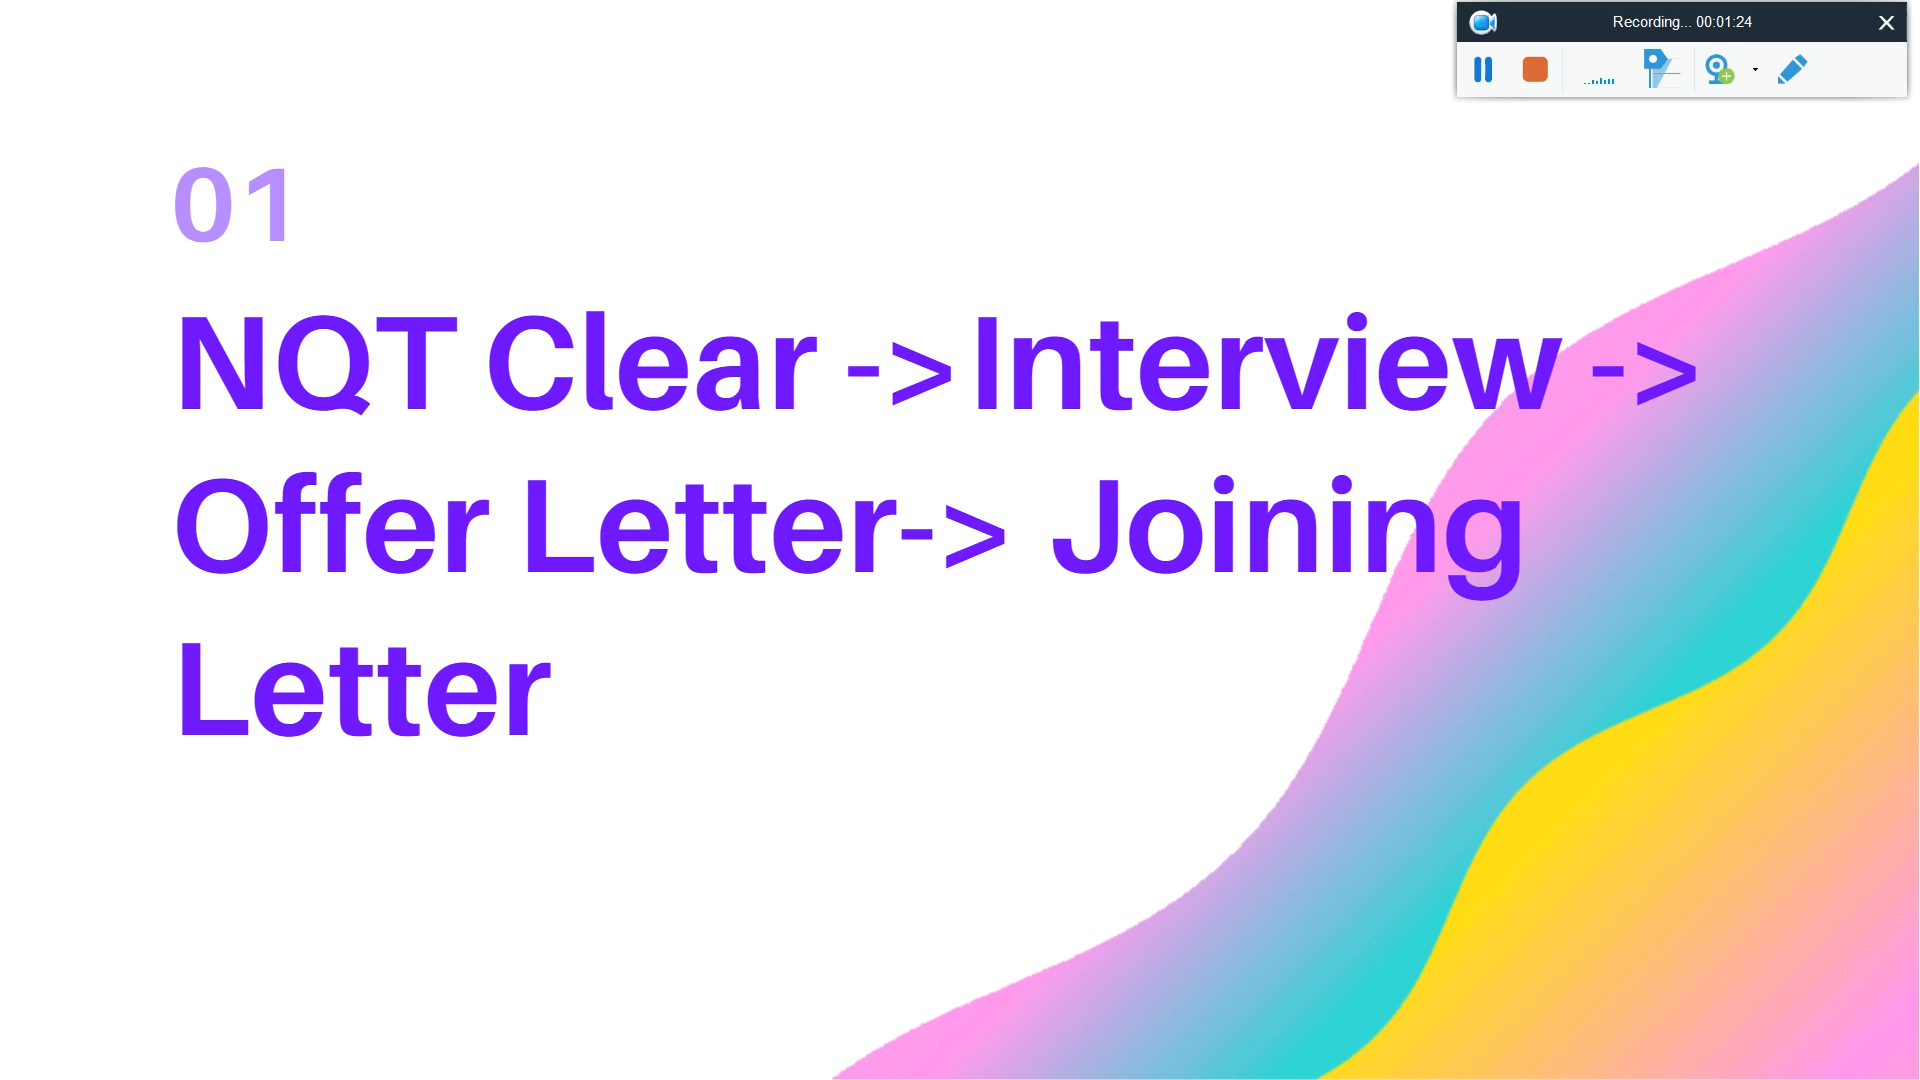 Recording... 00:01:24
01
NQT Clear ->Interview ->
Offer Letter-> Joining
Letter